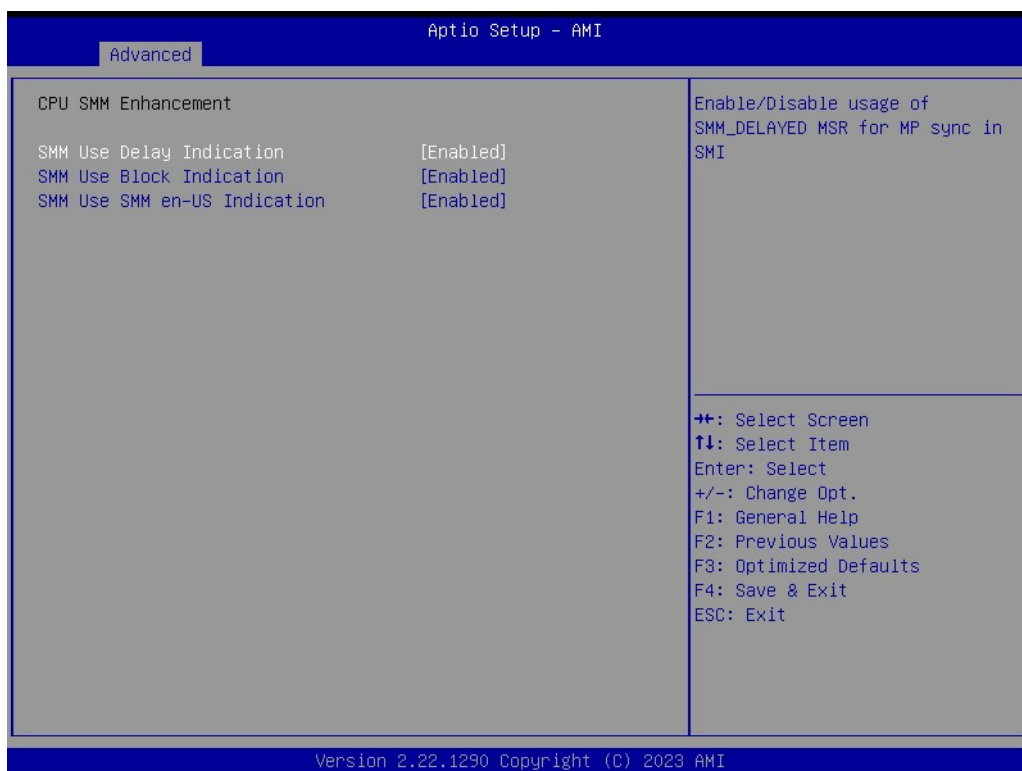 Aptio Setup – AMI
Advanced
CPU SMM Enhancement
SMM Use Delay Indication [Enabled]
SMM Use Block Indication [Enabled]
SMM Use SMM en-US Indication [Enabled]
Enable/Disable usage of
SMM_DELAYED MSR for MP sync in
SMI
→←: Select Screen
↑↓: Select Item
Enter: Select
+/-: Change Opt.
F1: General Help
F2: Previous Values
F3: Optimized Defaults
F4: Save & Exit
ESC: Exit
Version 2.22.1290 Copyright (C) 2023 AMI